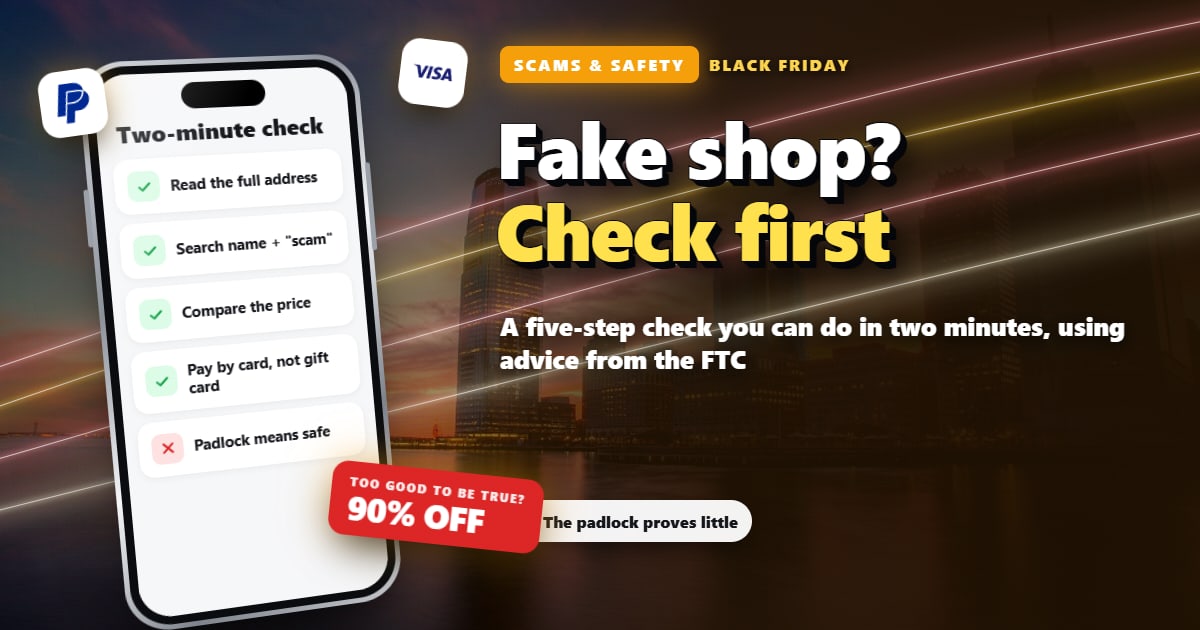 VISA
SCAMS & SAFETY
BLACK FRIDAY
Two-minute check
Read the full address
Search name + "scam"
Compare the price
Pay by card, not gift
card
Padlock means safe
Fake shop?
Check first
A five-step check you can do in two minutes, using
advice from the FTC
TOO GOOD TO BE TRUE?
90% OFF
The padlock proves little